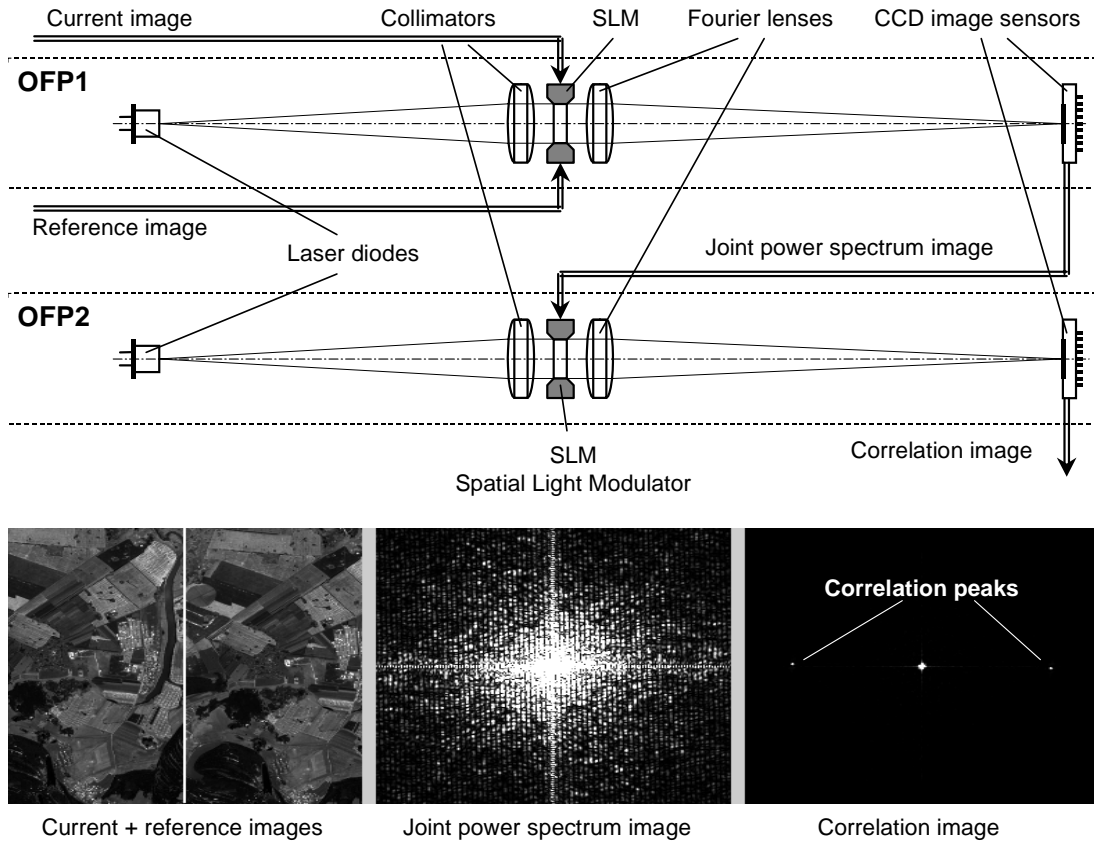 Current image
Collimators
SLM
Fourier lenses
CCD image sensors
OFP1
Reference image
Laser diodes
Joint power spectrum image
OFP2
SLM
Spatial Light Modulator
Correlation image
Correlation peaks
Current + reference images
Joint power spectrum image
Correlation image